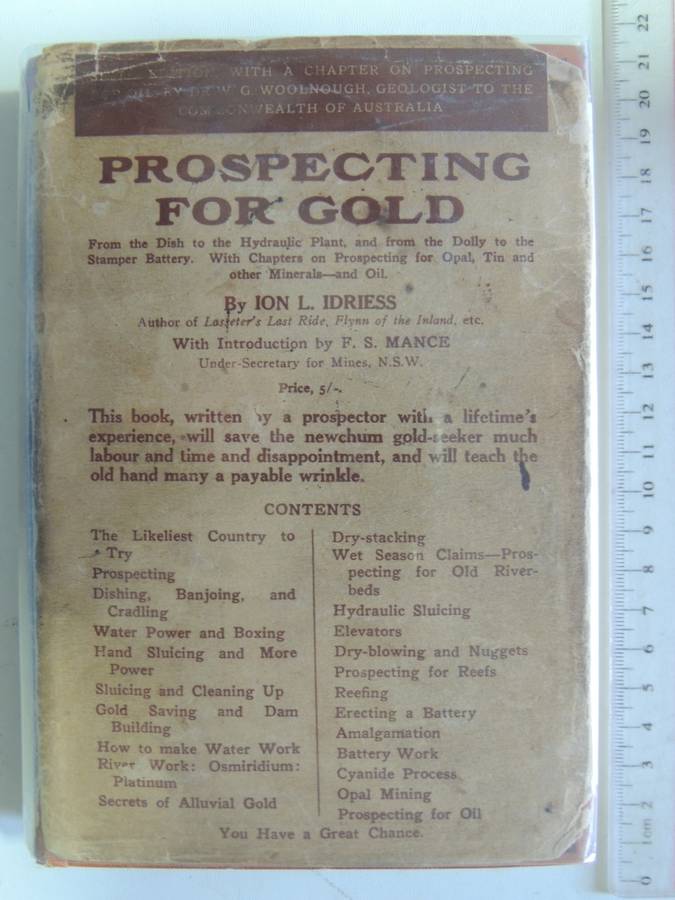 EDITION WITH A CHAPTER ON PROSPECTING
FOR OIL BY DR W. G. WOOLNOUGH, GEOLOGIST TO THE
COMMONWEALTH OF AUSTRALIA
PROSPECTING
FOR GOLD
From the Dish to the Hydraulic Plant, and from the Dolly to the
Stamper Battery. With Chapters on Prospecting for Opal, Tin and
other Minerals—and Oil.
By ION L. IDRIESS
Author of Lasseter's Last Ride, Flynn of the Inland, etc.
With Introduction by F. S. MANCE
Under-Secretary for Mines, N.S.W.
Price, 5/-.
This book, written by a prospector with a lifetime's
experience, will save the newchum gold-seeker much
labour and time and disappointment, and will teach the
old hand many a payable wrinkle.
CONTENTS
The Likeliest Country to
Try
Prospecting
Dishing, Banjoing, and
Cradling
Water Power and Boxing
Hand Sluicing and More
Power
Sluicing and Cleaning Up
Gold Saving and Dam
Building
How to make Water Work
River Work: Osmiridium:
Platinum
Secrets of Alluvial Gold
Dry-stacking
Wet Season Claims—Pros-
pecting for Old River-
beds
Hydraulic Sluicing
Elevators
Dry-blowing and Nuggets
Prospecting for Reefs
Reefing
Erecting a Battery
Amalgamation
Battery Work
Cyanide Process
Opal Mining
Prospecting for Oil
You Have a Great Chance.
22
21
20
19
18
17
16
15
14
13
12
11
10
9
8
7
6
5
4
3
2
1cm
0